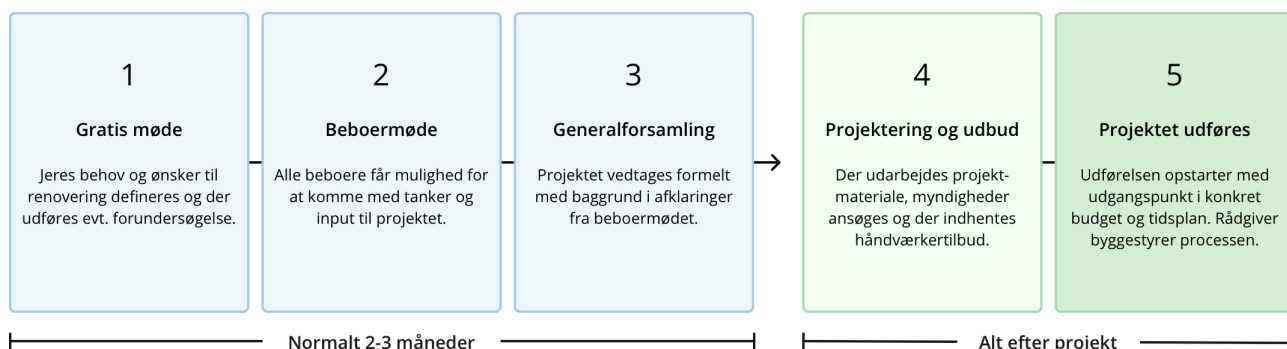 1
Gratis møde
Jeres behov og ønsker til
renovering defineres og der
udføres evt. forundersøgelse.
2
Beboermøde
Alle beboere får mulighed for
at komme med tanker og
input til projektet.
3
Generalforsamling
Projektet vedtages formelt
med baggrund i afklaringer
fra beboermødet.
4
Projektering og udbud
Der udarbejdes projekt-
materiale, myndigheder
ansøges og der indhentes
håndværkertilbud.
5
Projektet udføres
Udførelsen opstarter med
udgangspunkt i konkret
budget og tidsplan. Rådgiver
byggestyrer processen.
Normalt 2-3 måneder
Alt efter projekt